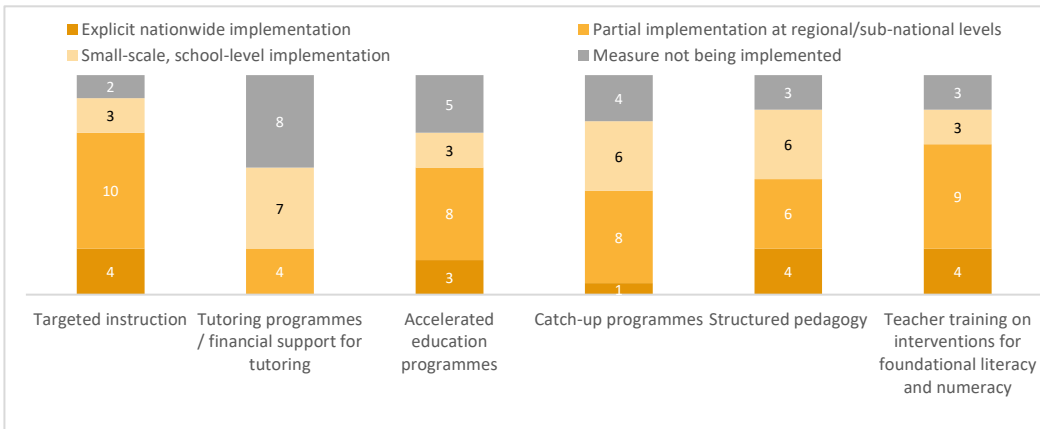 Explicit nationwide implementation
Partial implementation at regional/sub-national levels
Small-scale, school-level implementation
Measure not being implemented
2
3
10
4
8
7
4
5
3
8
3
4
6
8
1
3
6
6
4
3
3
9
4
Targeted instruction
Tutoring programmes
/ financial support for
tutoring
Accelerated
education
programmes
Catch-up programmes
Structured pedagogy
Teacher training on
interventions for
foundational literacy
and numeracy